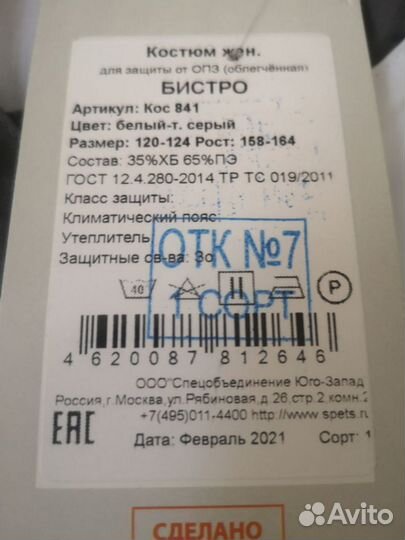 Костюм жен.
для защиты от ОПЗ (облегчённая)
БИСТРО
Артикул: Кос 841
Цвет: белый-т. серый
Размер: 120-124 Рост: 158-164
Состав: 35%ХБ 65%ПЭ
ГОСТ 12.4.280-2014 ТР ТС 019/2011
Класс защиты:
Климатический пояс:
Утеплитель:
Защитные св-ва: Зо
ОТК №7
1 СОРТ
40
P
4 620087 812646
ООО"Спецобъединение Юго-Запад
Россия,г.Москва,ул.Рябиновая,д.26,стр.2,комн.2
+7(495)011-4400 http://www.spets.ru
EAC
Дата: Февраль 2021 Сорт: 1
СДЕЛАНО
Avito